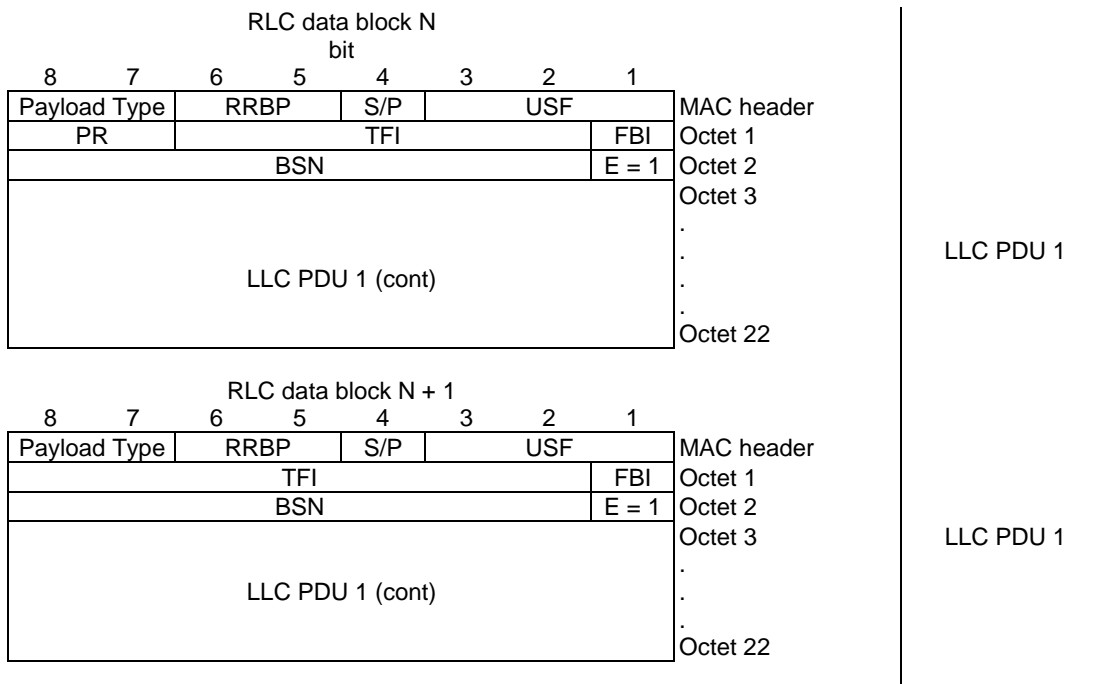 RLC data block N
bit
8 7 6 5 4 3 2 1
Payload Type RRBP S/P USF MAC header
PR TFI FBI Octet 1
BSN E = 1 Octet 2
Octet 3
.
.
LLC PDU 1
LLC PDU 1 (cont) .
.
Octet 22
RLC data block N + 1
8 7 6 5 4 3 2 1
Payload Type RRBP S/P USF MAC header
TFI FBI Octet 1
BSN E = 1 Octet 2
Octet 3 LLC PDU 1
.
LLC PDU 1 (cont) .
.
Octet 22